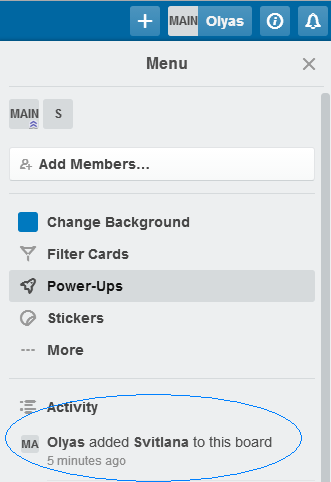 MAIN Olyas
Menu
MAIN S
Add Members…
Change Background
Filter Cards
Power-Ups
Stickers
More
Activity
MA Olyas added Svitlana to this board
5 minutes ago